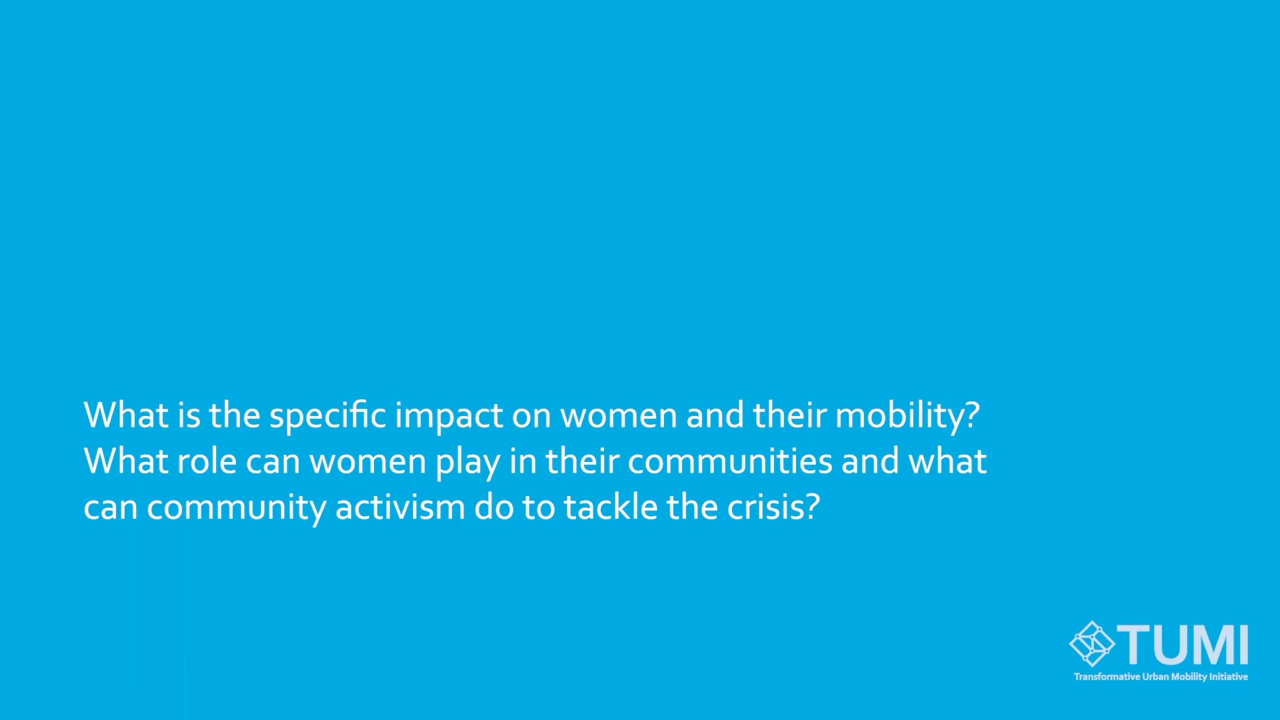 What is the specific impact on women and their mobility?
What role can women play in their communities and what
can community activism do to tackle the crisis?
TUMI
Transformative Urban Mobility Initiative